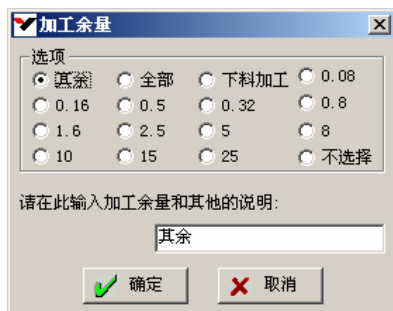 加工余量
选项
其余 全部 下料加工 0.08
0.16 0.5 0.32 0.8
1.6 2.5 5 8
10 15 25 不选择
请在此输入加工余量和其他的说明:
其余
确定 取消